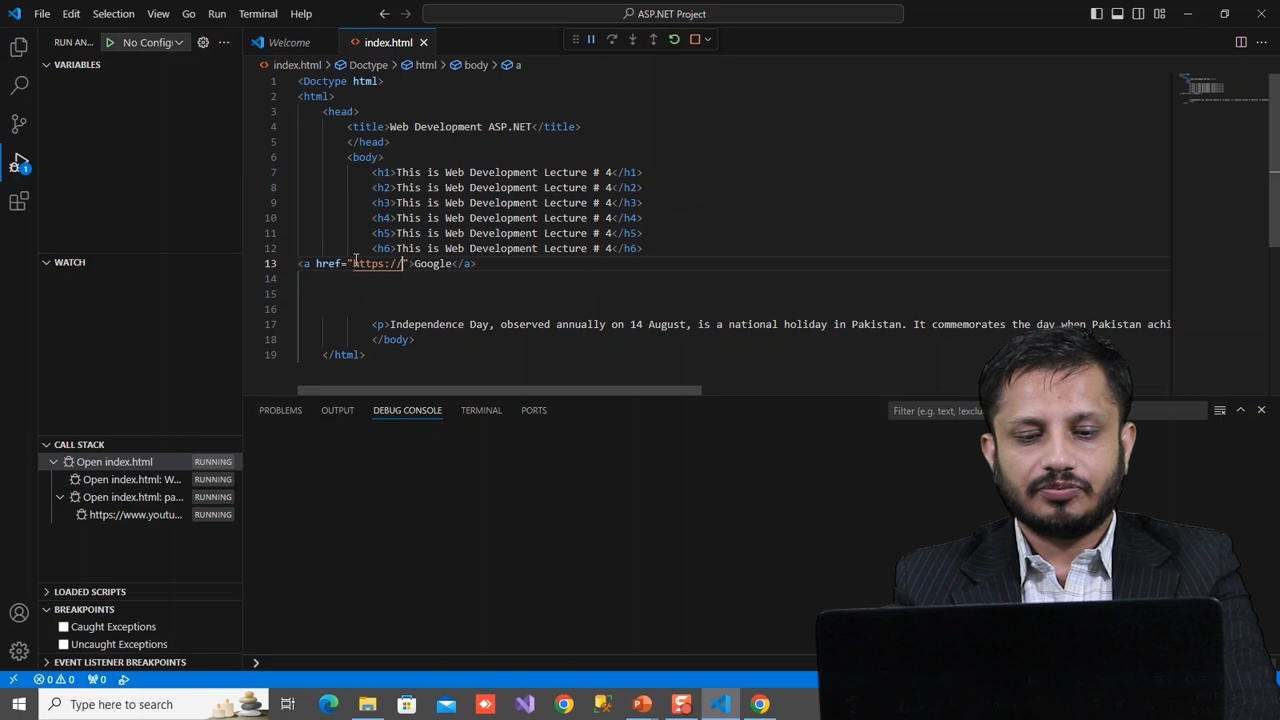 File Edit Selection View Go Run Terminal Help
ASP.NET Project
RUN AN... No Config
Welcome
index.html
index.html > Doctype > html > body > a
VARIABLES
1 <Doctype html>
2 <html>
3 <head>
4 <title>Web Development ASP.NET</title>
5 </head>
6 <body>
7 <h1>This is Web Development Lecture # 4</h1>
8 <h2>This is Web Development Lecture # 4</h2>
9 <h3>This is Web Development Lecture # 4</h3>
10 <h4>This is Web Development Lecture # 4</h4>
11 <h5>This is Web Development Lecture # 4</h5>
12 <h6>This is Web Development Lecture # 4</h6>
13 <a href="https://">Google</a>
14
15
16
17 <p>Independence Day, observed annually on 14 August, is a national holiday in Pakistan. It commemorates the day when Pakistan achi
18 </body>
19 </html>
WATCH
PROBLEMS OUTPUT DEBUG CONSOLE TERMINAL PORTS
Filter (e.g. text, !exclu
CALL STACK
Open index.html RUNNING
Open index.html: W... RUNNING
Open index.html: pa... RUNNING
https://www.youtu... RUNNING
LOADED SCRIPTS
BREAKPOINTS
Caught Exceptions
Uncaught Exceptions
EVENT LISTENER BREAKPOINTS
1
0 0 0
Type here to search